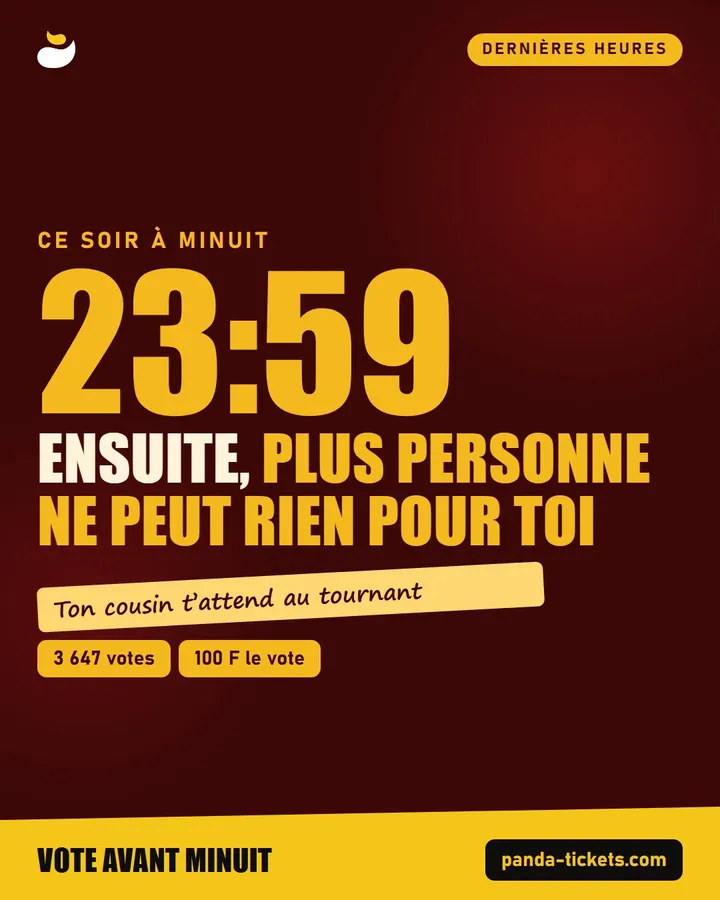 DERNIÈRES HEURES
CE SOIR À MINUIT
23:59
ENSUITE, PLUS PERSONNE
NE PEUT RIEN POUR TOI
Ton cousin t’attend au tournant
3 647 votes
100 F le vote
VOTE AVANT MINUIT
panda-tickets.com